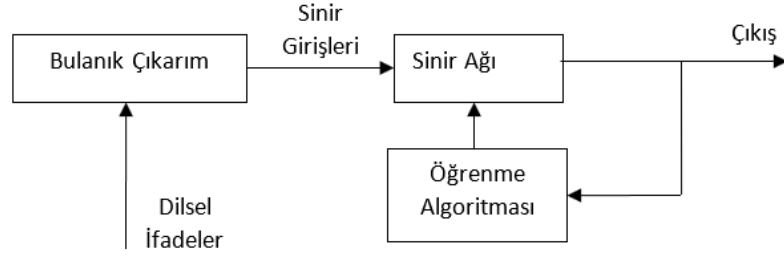 Sinir
Girişleri
Çıkış
Bulanık Çıkarım
Sinir Ağı
Öğrenme
Algoritması
Dilsel
İfadeler